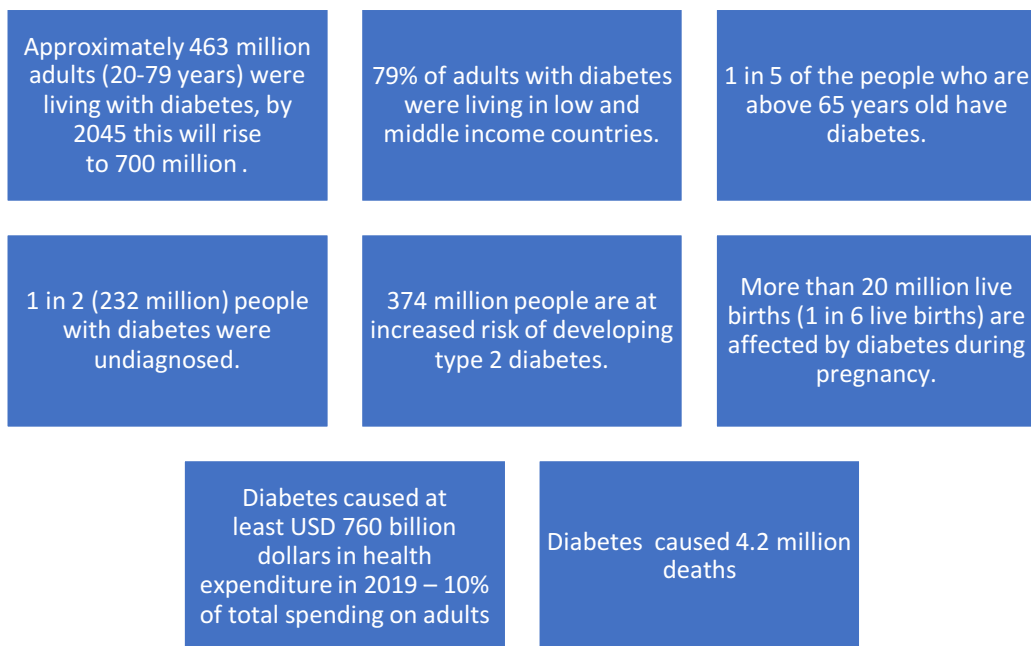 Approximately 463 million
adults (20-79 years) were
living with diabetes, by
2045 this will rise
to 700 million .
79% of adults with diabetes
were living in low and
middle income countries.
1 in 5 of the people who are
above 65 years old have
diabetes.
1 in 2 (232 million) people
with diabetes were
undiagnosed.
374 million people are at
increased risk of developing
type 2 diabetes.
More than 20 million live
births (1 in 6 live births) are
affected by diabetes during
pregnancy.
Diabetes caused at
least USD 760 billion
dollars in health
expenditure in 2019 – 10%
of total spending on adults
Diabetes  caused 4.2 million
deaths